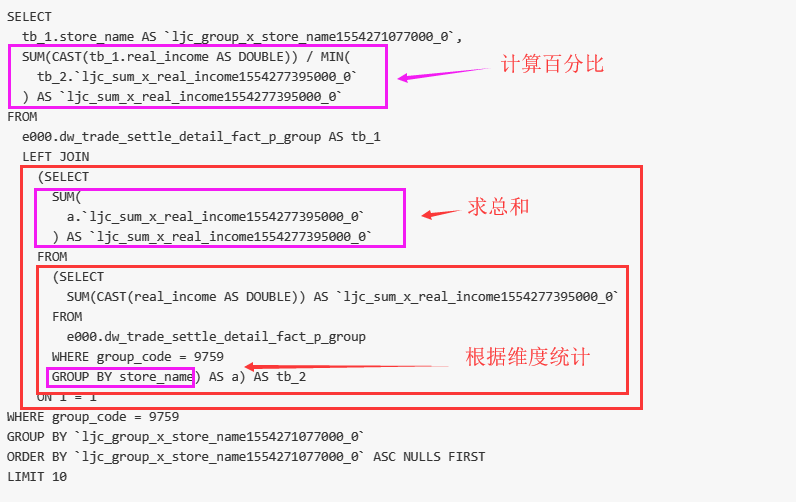 SELECT
tb_1.store_name AS `ljc_group_x_store_name1554271077000_0`,
SUM(CAST(tb_1.real_income AS DOUBLE)) / MIN(
tb_2.`ljc_sum_x_real_income1554277395000_0`
计算百分比
) AS `ljc_sum_x_real_income1554277395000_0`
FROM
e000.dw_trade_settle_detail_fact_p_group AS tb_1
LEFT JOIN
(SELECT
SUM(
a.`ljc_sum_x_real_income1554277395000_0`
求总和
) AS `ljc_sum_x_real_income1554277395000_0`
FROM
(SELECT
SUM(CAST(real_income AS DOUBLE)) AS `ljc_sum_x_real_income1554277395000_0`
FROM
e000.dw_trade_settle_detail_fact_p_group
WHERE group_code = 9759
根据维度统计
GROUP BY store_name) AS a) AS tb_2
ON 1 = 1
WHERE group_code = 9759
GROUP BY `ljc_group_x_store_name1554271077000_0`
ORDER BY `ljc_group_x_store_name1554271077000_0` ASC NULLS FIRST
LIMIT 10